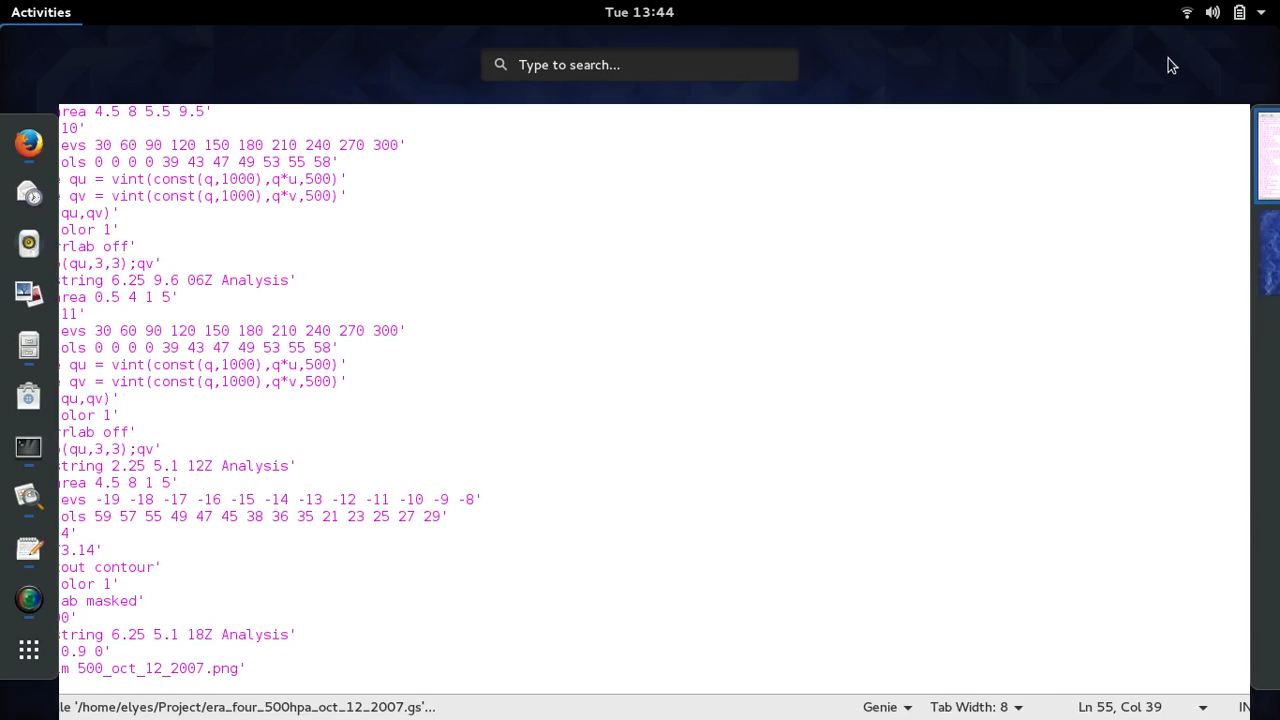 Activities
Tue 13:44
Type to search...
rea 4.5 8 5.5 9.5'
10'
evs 30 60 90 120 150 180 210 240 270 300'
ols 0 0 0 0 39 43 47 49 53 55 58'
qu = vint(const(q,1000),q*u,500)'
qv = vint(const(q,1000),q*v,500)'
qu,qv)'
olor 1'
rlab off'
(qu,3,3);qv'
string 6.25 9.6 06Z Analysis'
area 0.5 4 1 5'
11'
evs 30 60 90 120 150 180 210 240 270 300'
ols 0 0 0 0 39 43 47 49 53 55 58'
qu = vint(const(q,1000),q*u,500)'
qv = vint(const(q,1000),q*v,500)'
qu,qv)'
olor 1'
rlab off'
(qu,3,3);qv'
string 2.25 5.1 12Z Analysis'
area 4.5 8 1 5'
evs -19 -18 -17 -16 -15 -14 -13 -12 -11 -10 -9 -8'
ols 59 57 55 49 47 45 38 36 35 21 23 25 27 29'
4'
73.14'
out contour'
olor 1'
ab masked'
00'
string 6.25 5.1 18Z Analysis'
0.9 0'
m 500_oct_12_2007.png'
le '/home/elyes/Project/era_four_500hpa_oct_12_2007.gs'... Genie Tab Width: 8 Ln 55, Col 39 IN